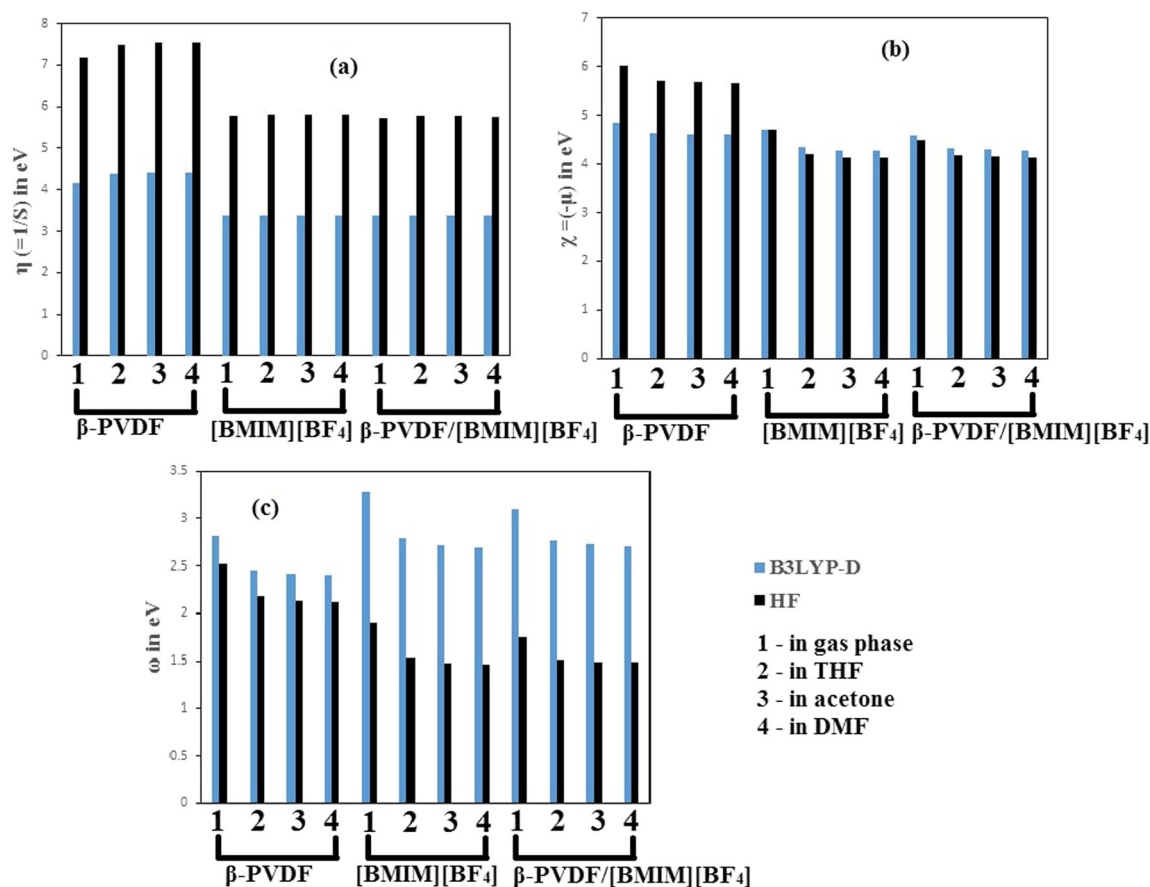 8
7
6
5
4
3
2
1
0
η (=1/S) in eV
(a)
1 2 3 4 1 2 3 4 1 2 3 4
β-PVDF [BMIM][BF₄] β-PVDF/[BMIM][BF₄]
7
6
5
4
3
2
1
0
χ =(-μ) in eV
(b)
1 2 3 4 1 2 3 4 1 2 3 4
β-PVDF [BMIM][BF₄] β-PVDF/[BMIM][BF₄]
3.5
3
2.5
2
1.5
1
0.5
0
ω in eV
(c)
1 2 3 4 1 2 3 4 1 2 3 4
β-PVDF [BMIM][BF₄] β-PVDF/[BMIM][BF₄]
B3LYP-D
HF
1 - in gas phase
2 - in THF
3 - in acetone
4 - in DMF